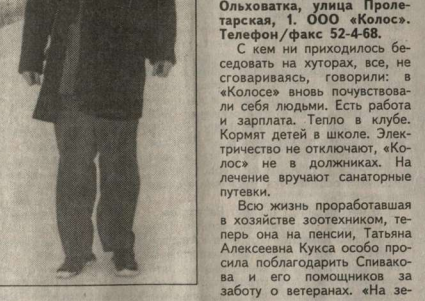 Ольховатка, улица Проле-
тарская, 1. ООО «Колос».
Телефон/факс 52-4-68.
С кем ни приходилось бе-
седовать на хуторах, все, не
сговариваясь, говорили: в
«Колосе» вновь почувствова-
ли себя людьми. Есть работа
и зарплата. Тепло в клубе.
Кормят детей в школе. Элек-
тричество не отключают, «Ко-
лос» не в должниках. На
лечение вручают санаторные
путевки.
Всю жизнь проработавшая
в хозяйстве зоотехником, те-
перь она на пенсии, Татьяна
Алексеевна Кукса особо про-
сила поблагодарить Спивако-
ва и его помощников за
заботу о ветеранах. «На зе-